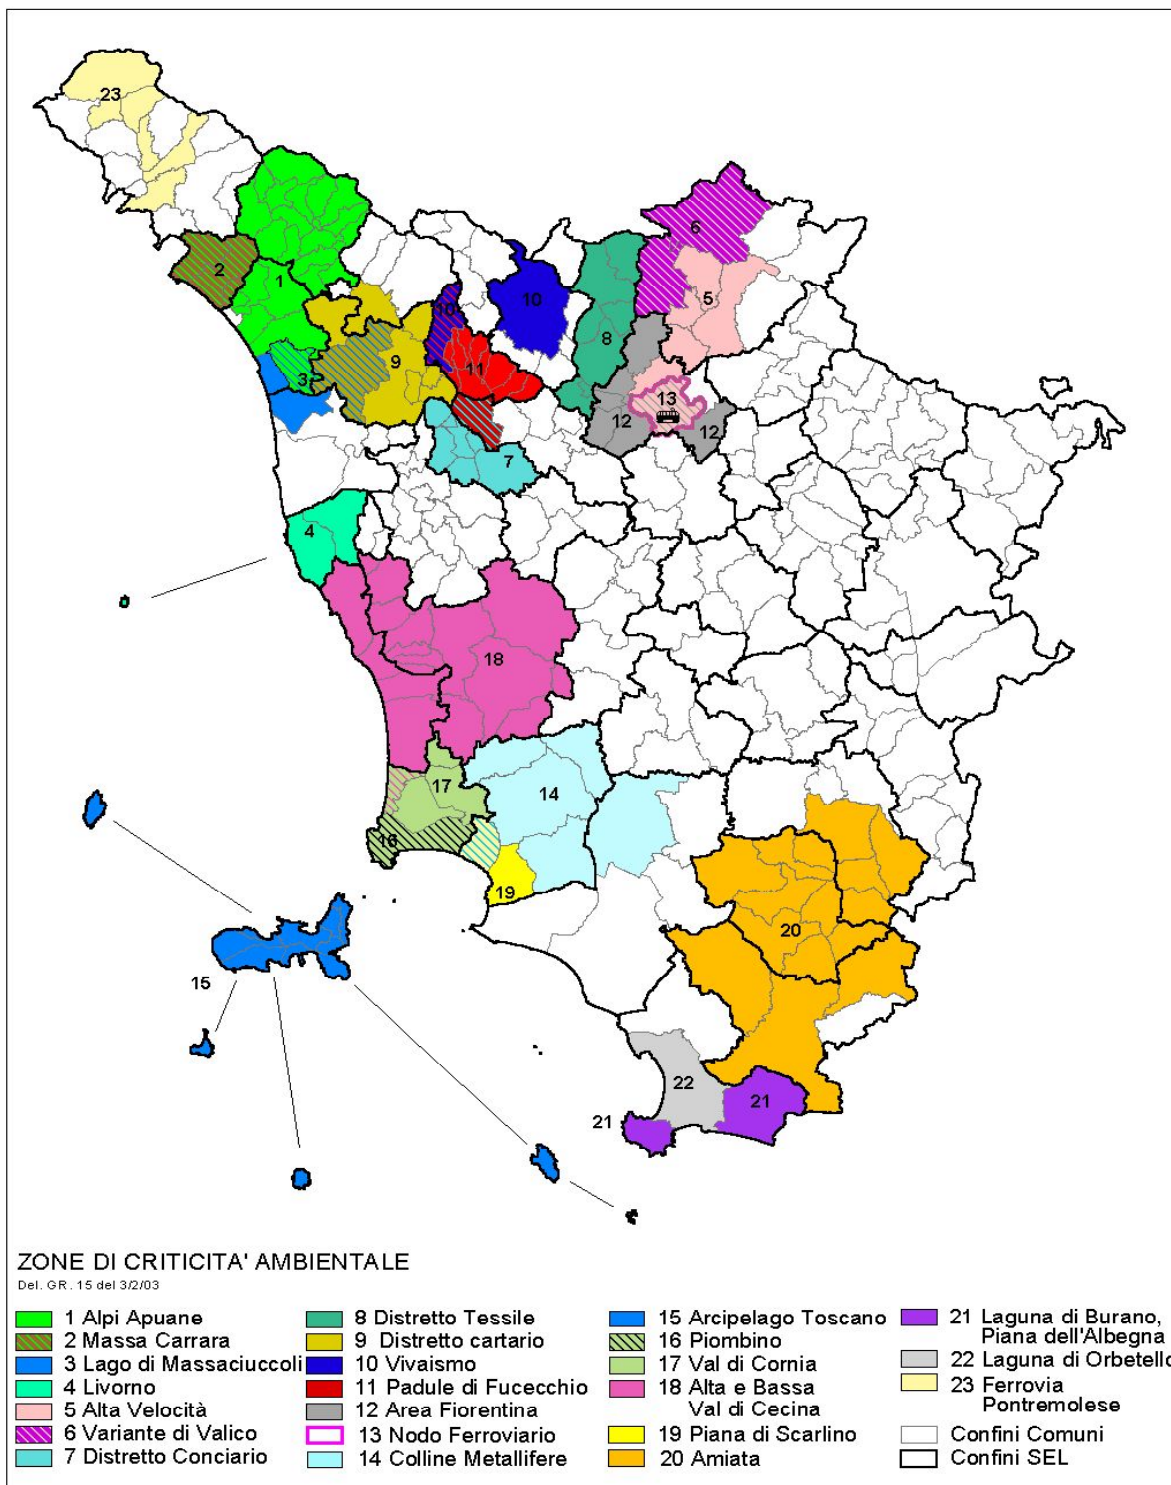 23
6
2
1
5
10
10
8
9
11
3
13
12
12
7
4
18
17
14
16
19
20
15
22
21
21
ZONE DI CRITICITA' AMBIENTALE
Del. GR. 15 del 3/2/03
1 Alpi Apuane
2 Massa Carrara
3 Lago di Massaciuccoli
4 Livorno
5 Alta Velocità
6 Variante di Valico
7 Distretto Conciario
8 Distretto Tessile
9 Distretto cartario
10 Vivaismo
11 Padule di Fucecchio
12 Area Fiorentina
13 Nodo Ferroviario
14 Colline Metallifere
15 Arcipelago Toscano
16 Piombino
17 Val di Cornia
18 Alta e Bassa
Val di Cecina
19 Piana di Scarlino
20 Amiata
21 Laguna di Burano,
Piana dell'Albegna
22 Laguna di Orbetello
23 Ferrovia
Pontremolese
Confini Comuni
Confini SEL